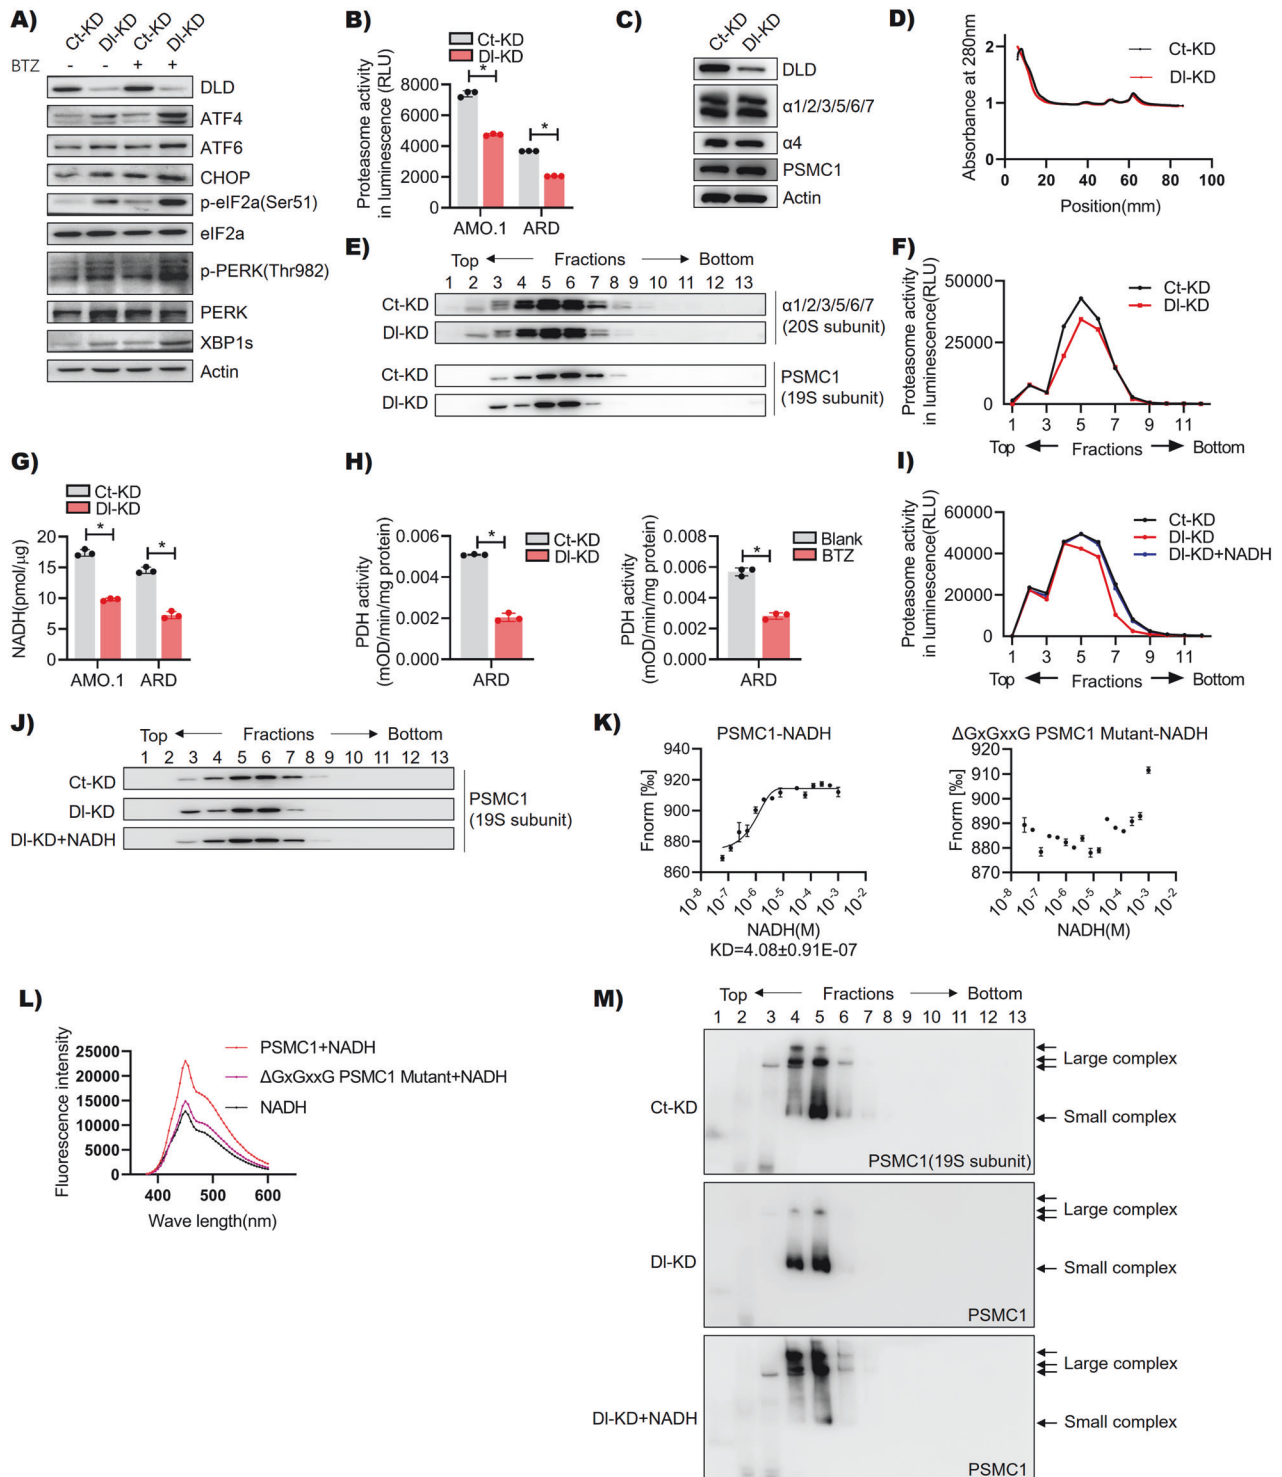 A)
Ct-KD Dl-KD Ct-KD Dl-KD
BTZ - - + +
DLD
ATF4
ATF6
CHOP
p-eIF2a(Ser51)
eIF2a
p-PERK(Thr982)
PERK
XBP1s
Actin
B)
Ct-KD
Dl-KD
Proteasome activity
in luminescence (RLU)
8000
6000
4000
2000
0
* *
AMO.1 ARD
C)
Ct-KD Dl-KD
DLD
α1/2/3/5/6/7
α4
PSMC1
Actin
D)
Absorbance at 280nm
2
1
0
0 20 40 60 80 100
Position(mm)
Ct-KD
Dl-KD
E)
Top Fractions Bottom
1 2 3 4 5 6 7 8 9 10 11 12 13
Ct-KD
Dl-KD
α1/2/3/5/6/7
(20S subunit)
Ct-KD
Dl-KD
PSMC1
(19S subunit)
F)
Proteasome activity
in luminescence(RLU)
50000
25000
0
1 3 5 7 9 11
Top Fractions Bottom
Ct-KD
Dl-KD
G)
Ct-KD
Dl-KD
NADH(pmol/µg)
20
15
10
5
0
* *
AMO.1 ARD
H)
PDH activity
(mOD/min/mg protein)
0.006
0.004
0.002
0.000
*
ARD
Ct-KD
Dl-KD
PDH activity
(mOD/min/mg protein)
0.008
0.006
0.004
0.002
0.000
*
ARD
Blank
BTZ
I)
Proteasome activity
in luminescence(RLU)
60000
40000
20000
0
1 3 5 7 9 11
Top Fractions Bottom
Ct-KD
Dl-KD
Dl-KD+NADH
J)
Top Fractions Bottom
1 2 3 4 5 6 7 8 9 10 11 12 13
Ct-KD
Dl-KD
Dl-KD+NADH
PSMC1
(19S subunit)
K)
PSMC1-NADH
Fnorm [‰]
940
920
900
880
860
10-8 10-7 10-6 10-5 10-4 10-3 10-2
NADH(M)
KD=4.08±0.91E-07
ΔGxGxxG PSMC1 Mutant-NADH
Fnorm [‰]
920
910
900
890
880
870
10-8 10-7 10-6 10-5 10-4 10-3 10-2
NADH(M)
L)
Fluorescence intensity
25000
20000
15000
10000
5000
0
400 500 600
Wave length(nm)
PSMC1+NADH
ΔGxGxxG PSMC1 Mutant+NADH
NADH
M)
Top Fractions Bottom
1 2 3 4 5 6 7 8 9 10 11 12 13
Ct-KD
Large complex
Small complex
PSMC1(19S subunit)
Dl-KD
Large complex
Small complex
PSMC1
Dl-KD+NADH
Large complex
Small complex
PSMC1